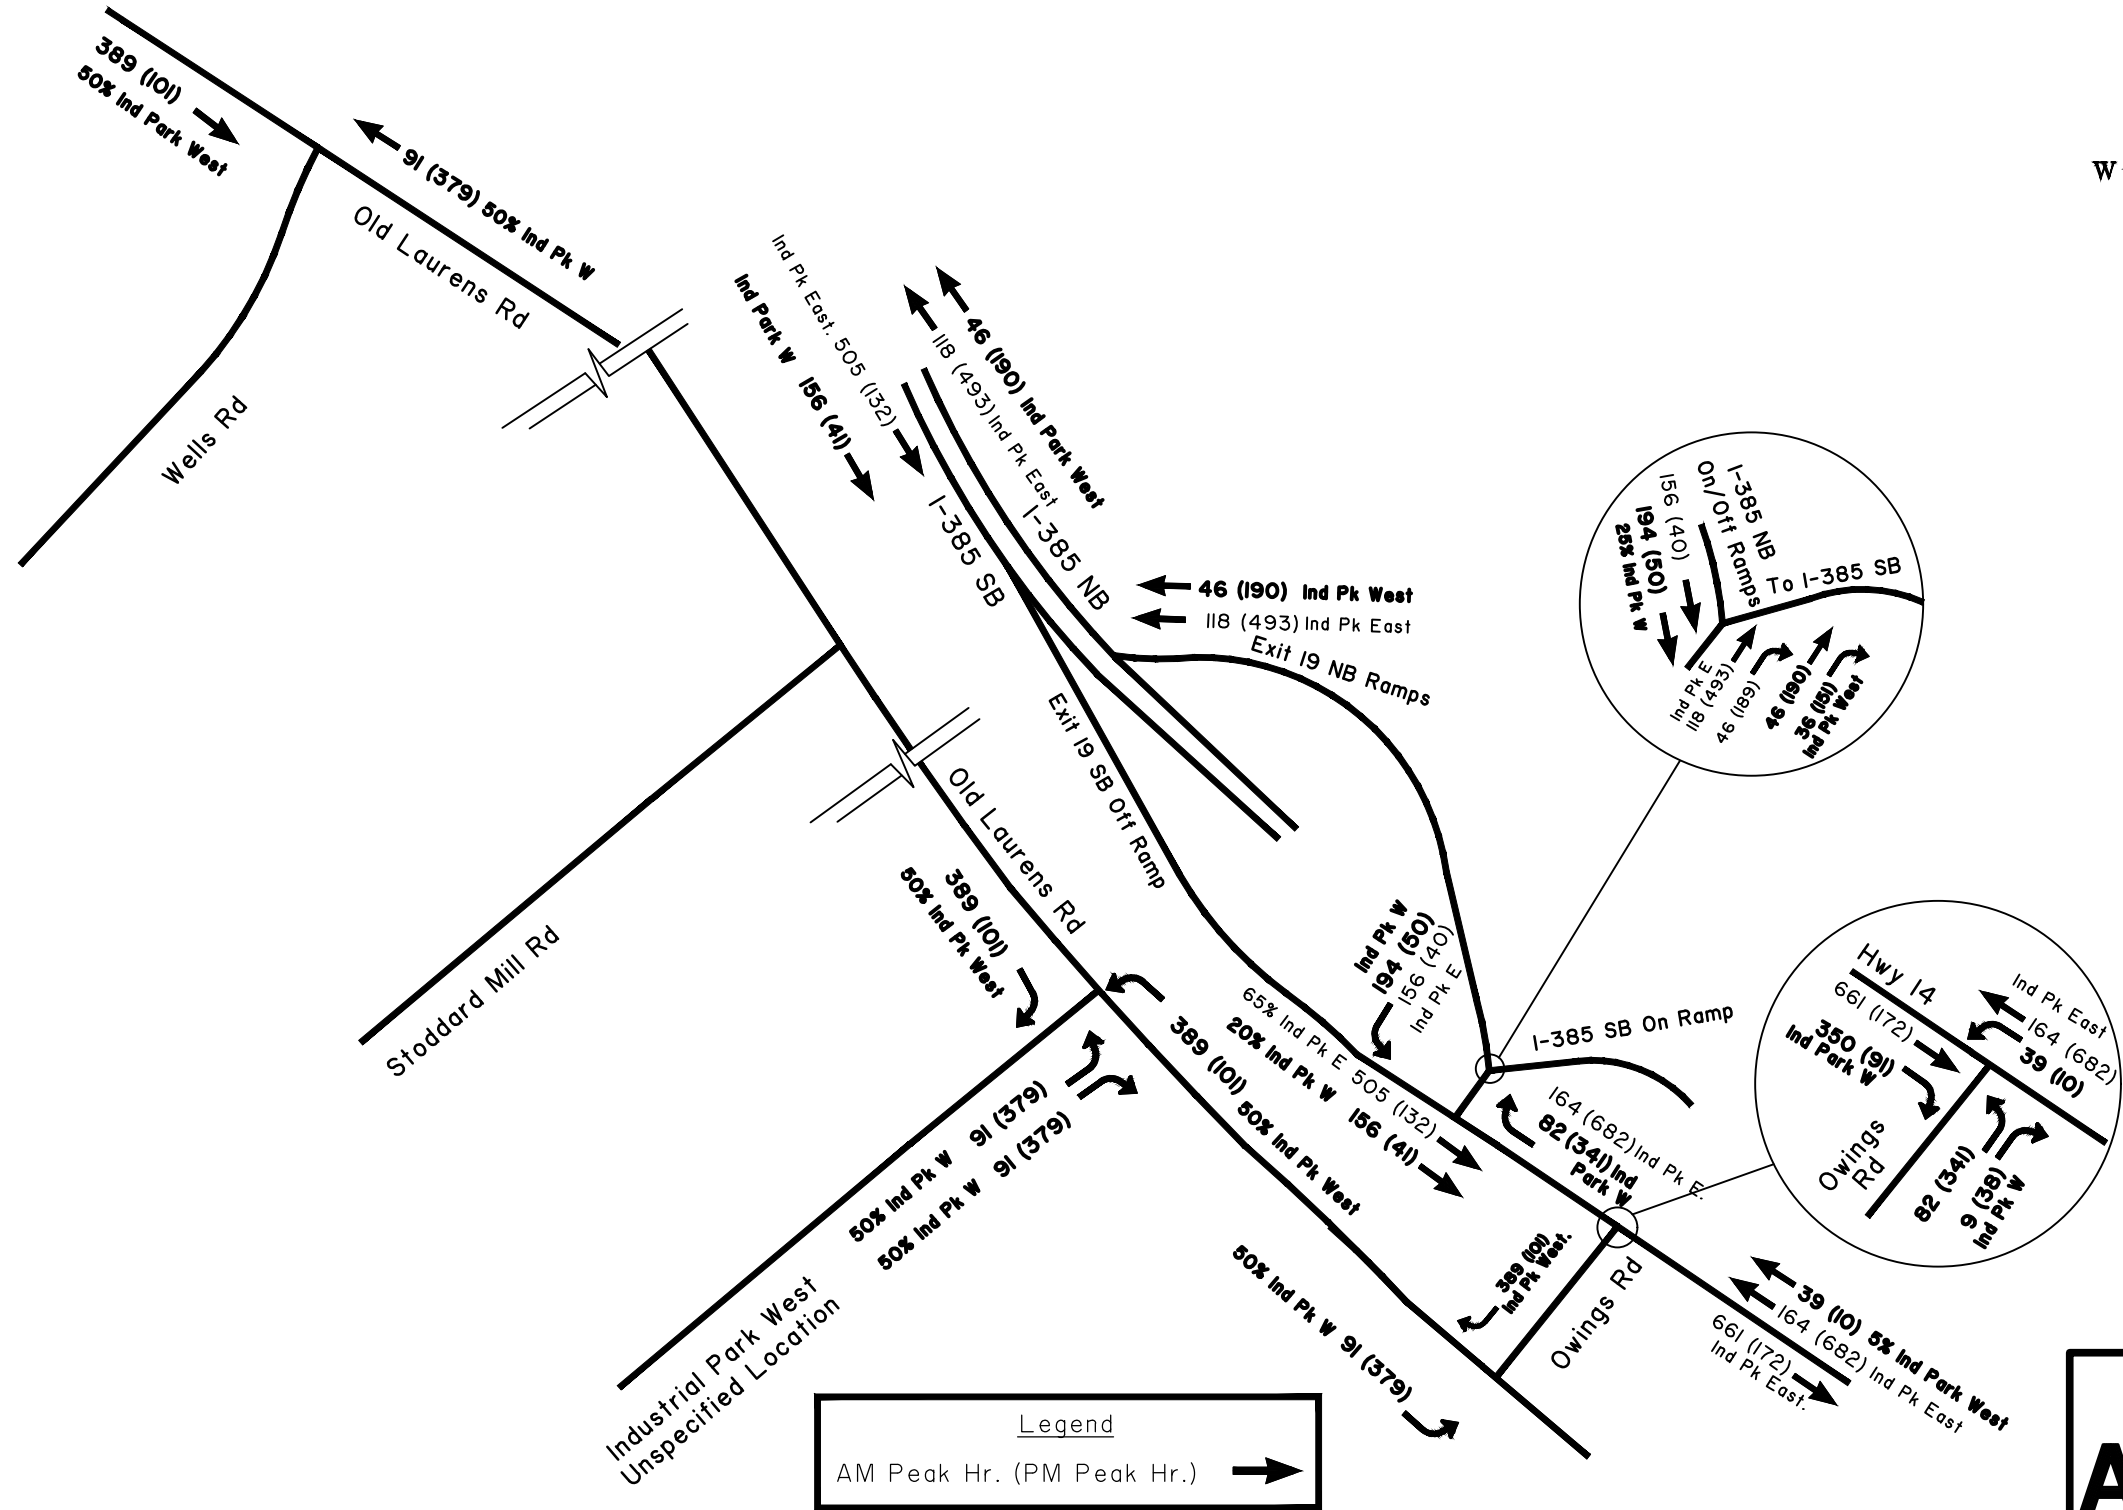 389 (101)
50% Ind Park West
91 (379) 50% Ind Pk W
Old Laurens Rd
Wells Rd
W
Ind Pk East. 505 (132)
Ind Park W 156 (41)
46 (190) Ind Park West
118 (493) Ind Pk East
I-385 SB
I-385 NB
46 (190) Ind Pk West
118 (493) Ind Pk East
Exit 19 NB Ramps
Exit 19 SB Off Ramp
I-385 NB
On/Off Ramps
156 (40)
194 (50)
25% Ind Pk W
To I-385 SB
Ind Pk E
118 (493)
46 (189)
46 (190)
36 (151)
Ind Pk West
Stoddard Mill Rd
Old Laurens Rd
389 (101)
50% Ind Pk West
389 (101) 50% Ind Pk West
65% Ind Pk E 505 (132)
20% Ind Pk W 156 (41)
Ind Pk W
194 (50)
156 (40)
Ind Pk E
I-385 SB On Ramp
164 (682) Ind Pk E.
82 (341) Ind
Park W
Hwy 14
661 (172)
350 (91)
Ind Park W
Ind Pk East
164 (682)
39 (10)
Owings
Rd
82 (341)
9 (38)
Ind Pk W
50% Ind Pk W 91 (379)
50% Ind Pk W 91 (379)
Industrial Park West
Unspecified Location
389 (101)
Ind Pk West.
Owings Rd
50% Ind Pk W 91 (379)
39 (10) 5% Ind Park West
164 (682) Ind Pk East
661 (172)
Ind Pk East.
Legend
AM Peak Hr. (PM Peak Hr.)
A